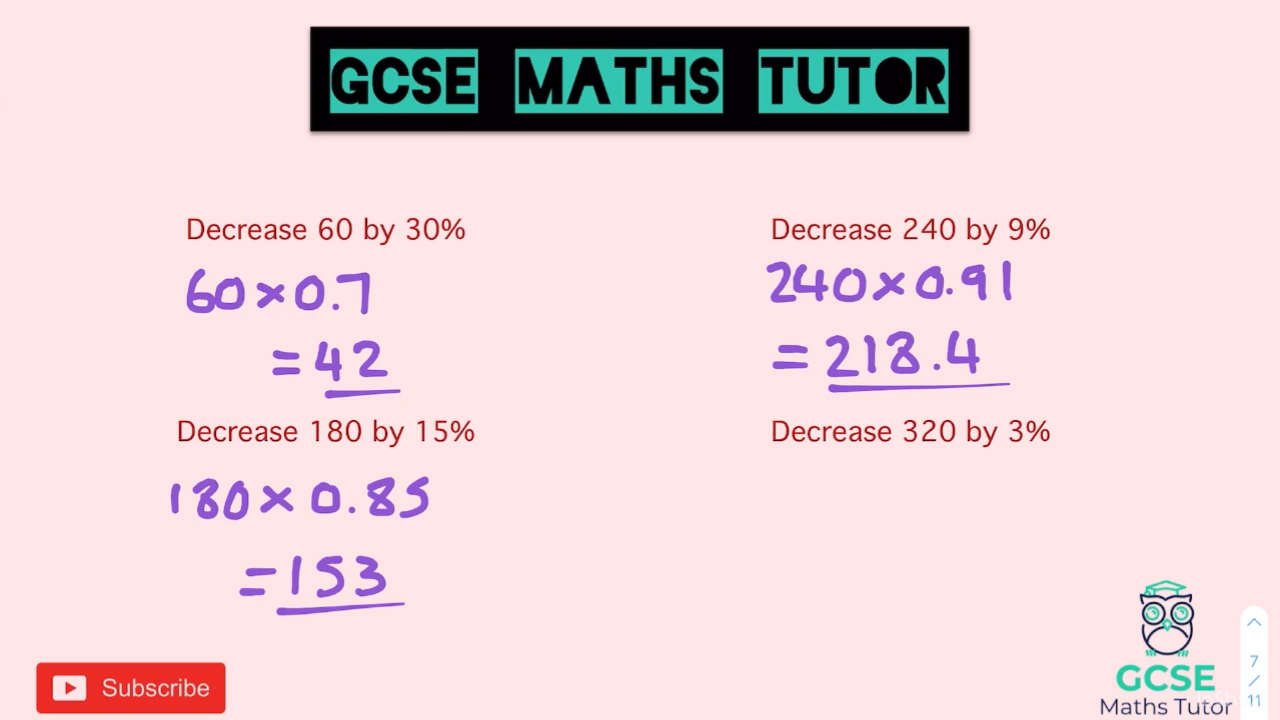 GCSE MATHS TUTOR
Decrease 60 by 30%
60×0.7
=42
Decrease 180 by 15%
180×0.85
=153
Decrease 240 by 9%
240×0.91
=218.4
Decrease 320 by 3%
Subscribe
GCSE
Maths Tutor
7
/
11